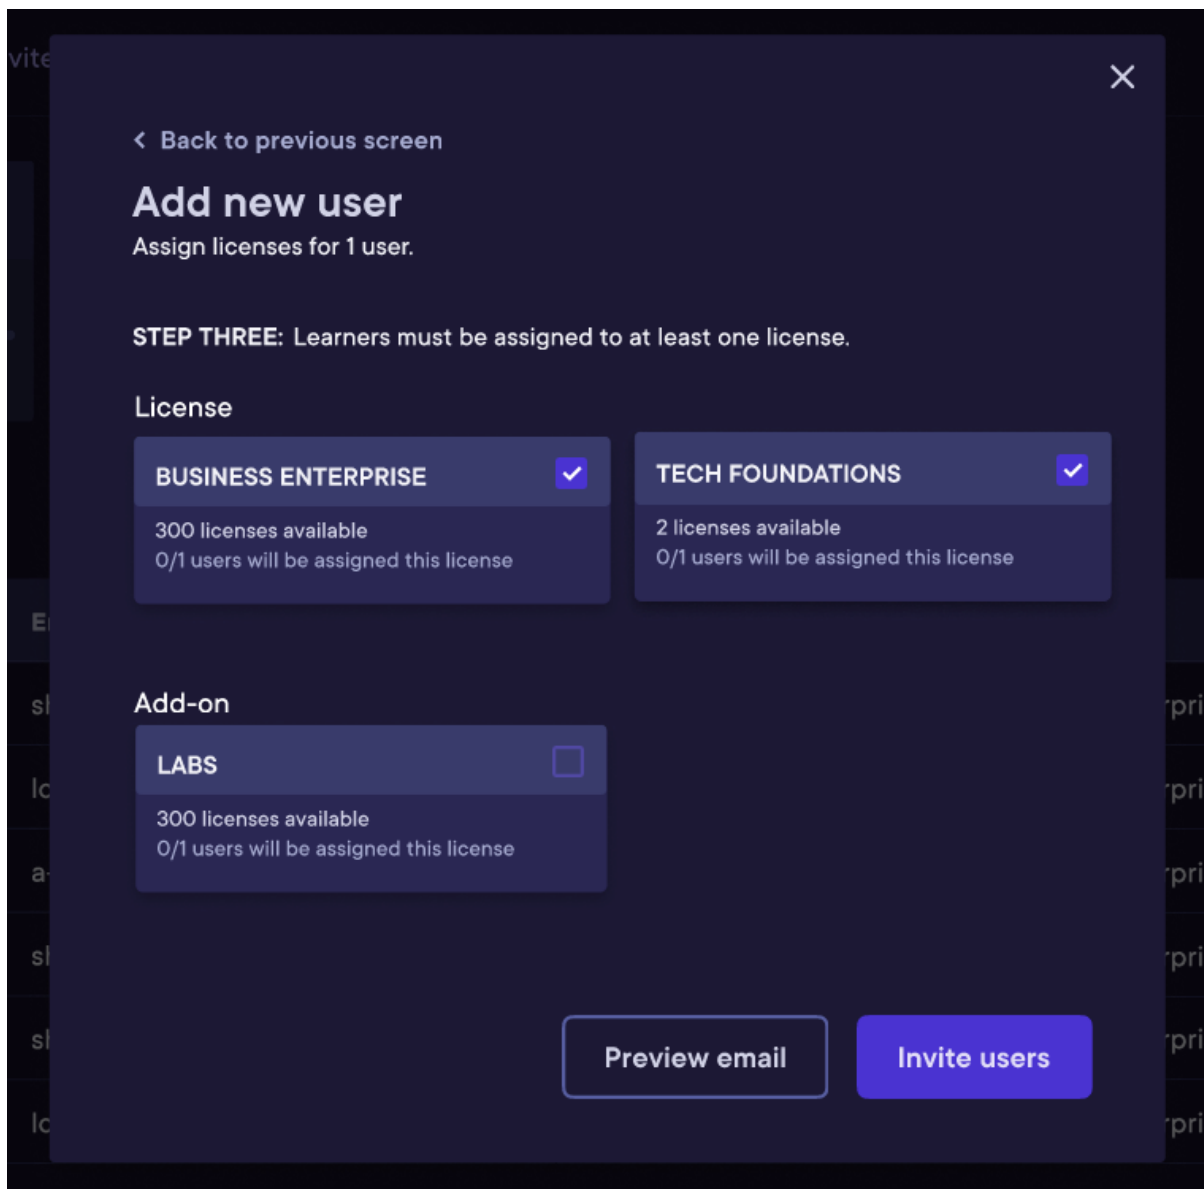 Back to previous screen
Add new user
Assign licenses for 1 user.
STEP THREE: Learners must be assigned to at least one license.
License
BUSINESS ENTERPRISE
300 licenses available
0/1 users will be assigned this license
TECH FOUNDATIONS
2 licenses available
0/1 users will be assigned this license
Add-on
LABS
300 licenses available
0/1 users will be assigned this license
Preview email
Invite users